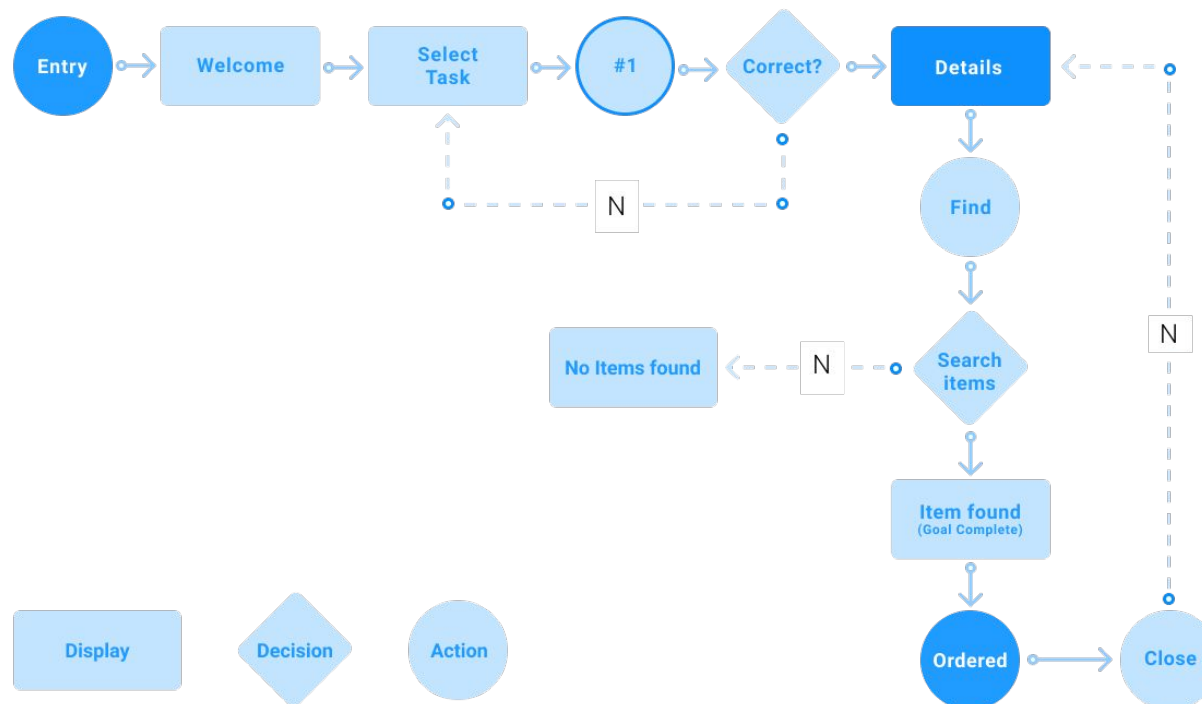 Entry
Welcome
Select
Task
#1
Correct?
Details
N
Find
N
No Items found
N
Search
items
Item found
(Goal Complete)
Display
Decision
Action
Ordered
Close